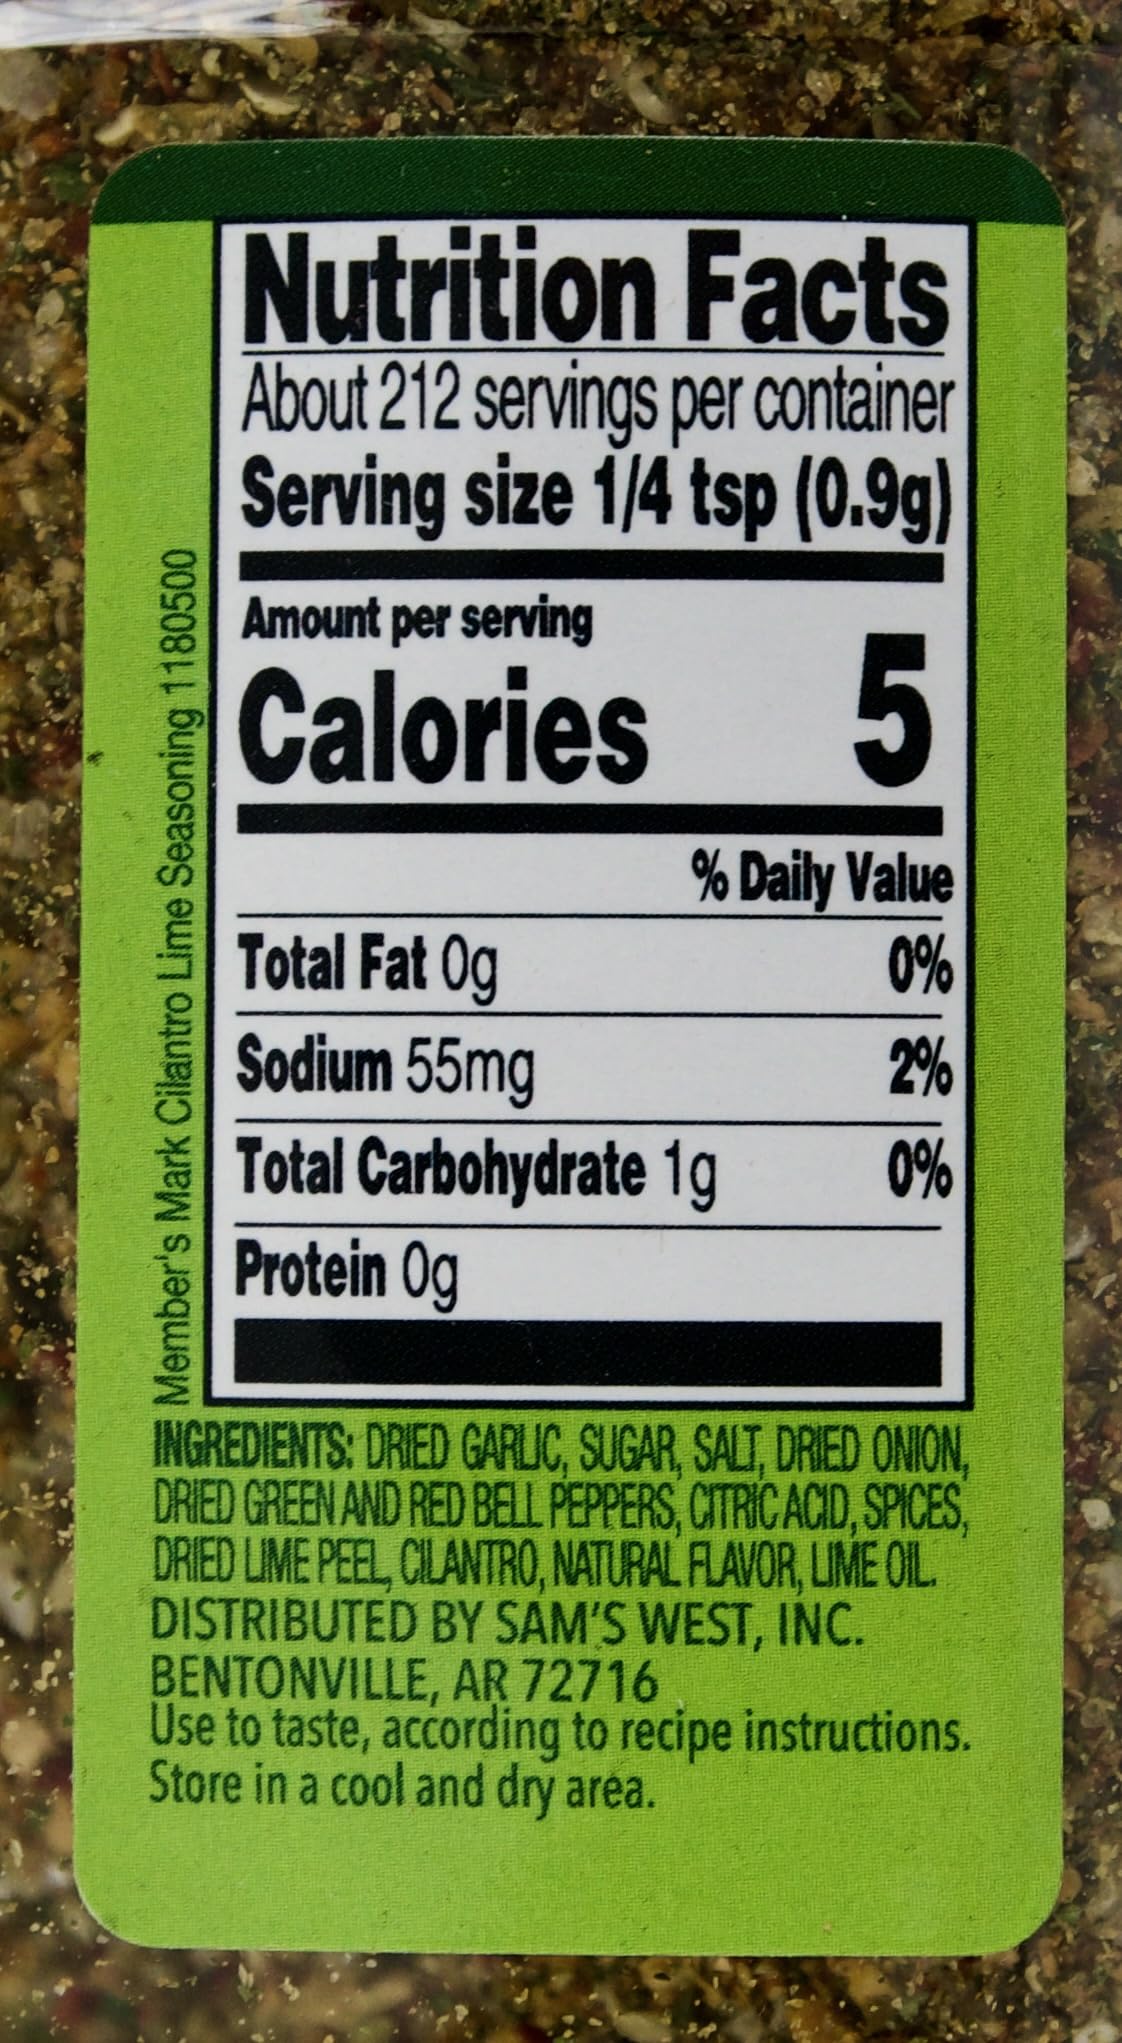 Nutrition Facts
About 212 servings per container
Serving size 1/4 tsp (0.9g)
Amount per serving
Calories 5
% Daily Value
Total Fat 0g 0%
Sodium 55mg 2%
Total Carbohydrate 1g 0%
Protein 0g
Member's Mark Cilantro Lime Seasoning 1180500
INGREDIENTS: DRIED GARLIC, SUGAR, SALT, DRIED ONION,
DRIED GREEN AND RED BELL PEPPERS, CITRIC ACID, SPICES,
DRIED LIME PEEL, CILANTRO, NATURAL FLAVOR, LIME OIL.
DISTRIBUTED BY SAM'S WEST, INC.
BENTONVILLE, AR 72716
Use to taste, according to recipe instructions.
Store in a cool and dry area.